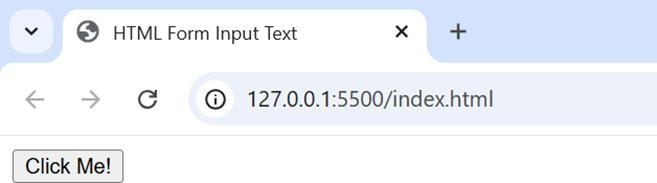 HTML Form Input Text
127.0.0.1:5500/index.html
Click Me!